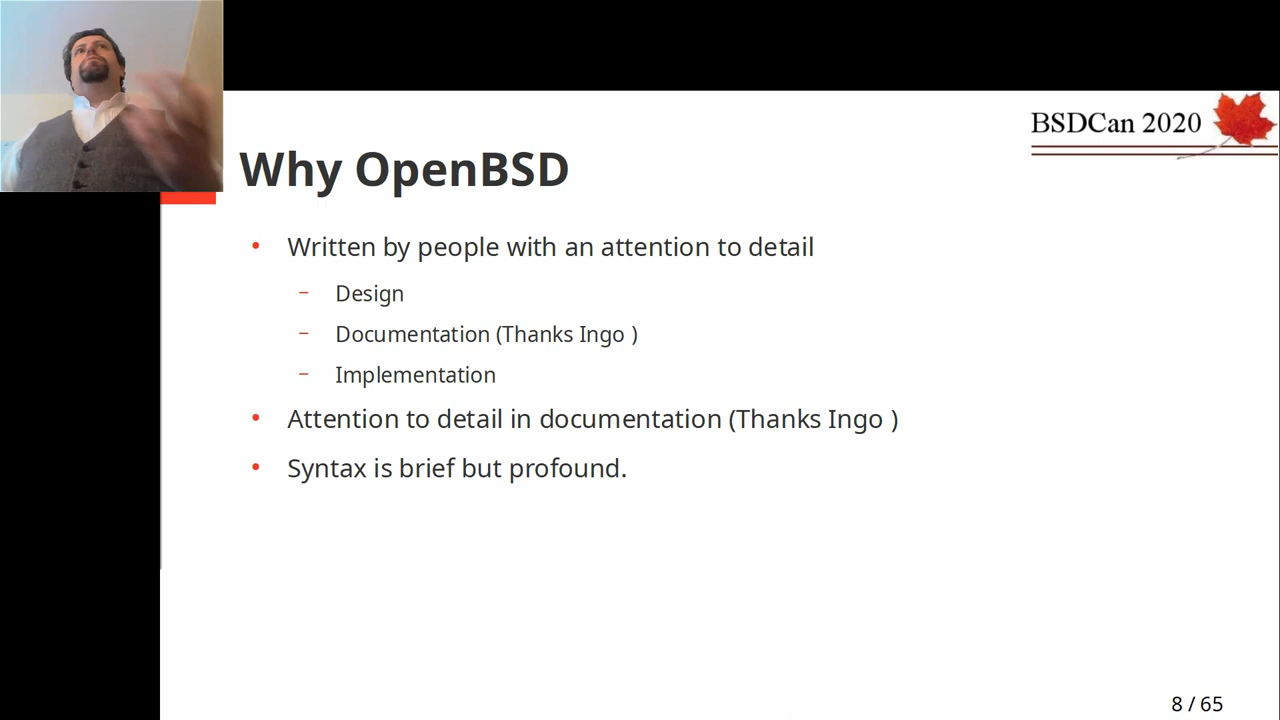 BSDCan 2020
Why OpenBSD
• Written by people with an attention to detail
– Design
– Documentation (Thanks Ingo )
– Implementation
• Attention to detail in documentation (Thanks Ingo )
• Syntax is brief but profound.
8 / 65